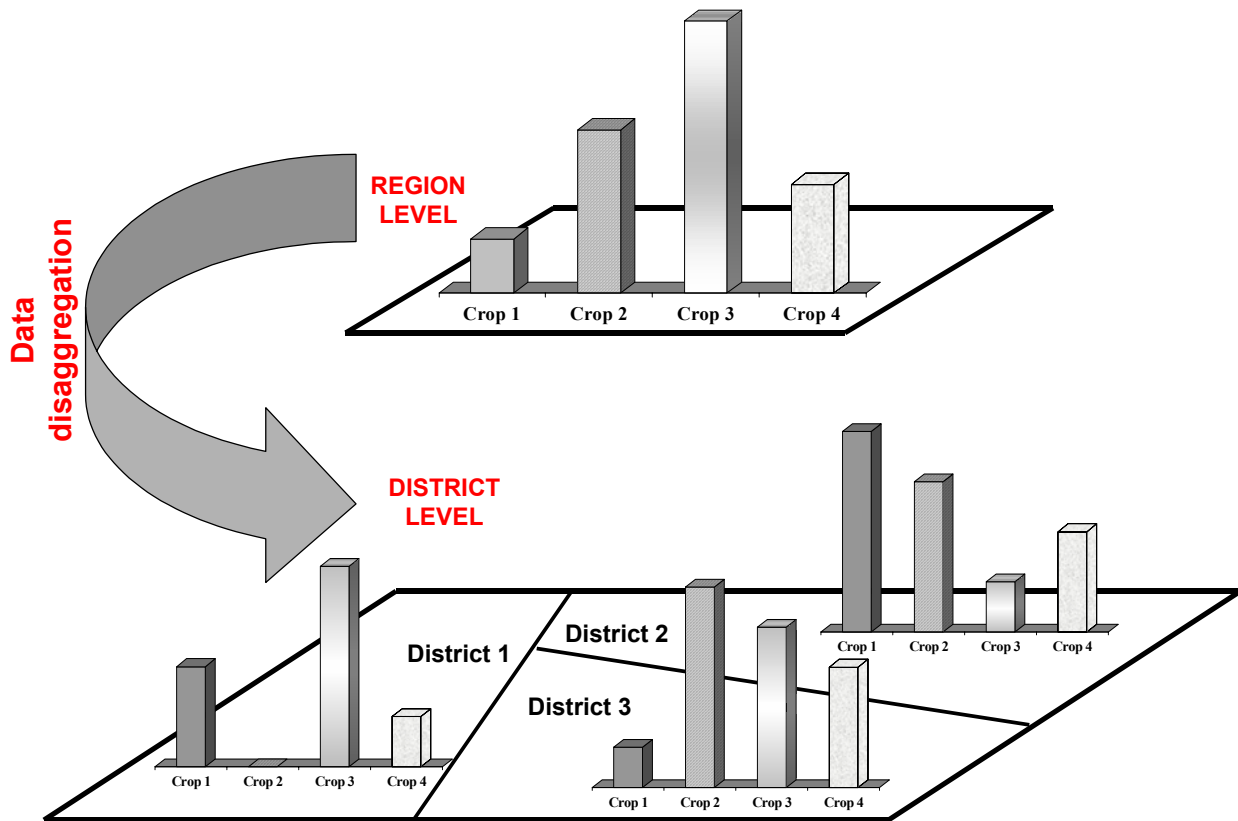 REGION
LEVEL
Crop 1 Crop 2 Crop 3 Crop 4
Data
disaggregation
DISTRICT
LEVEL
Crop 1 Crop 2 Crop 3 Crop 4
District 1
District 2
District 3
Crop 1 Crop 2 Crop 3 Crop 4
Crop 1 Crop 2 Crop 3 Crop 4